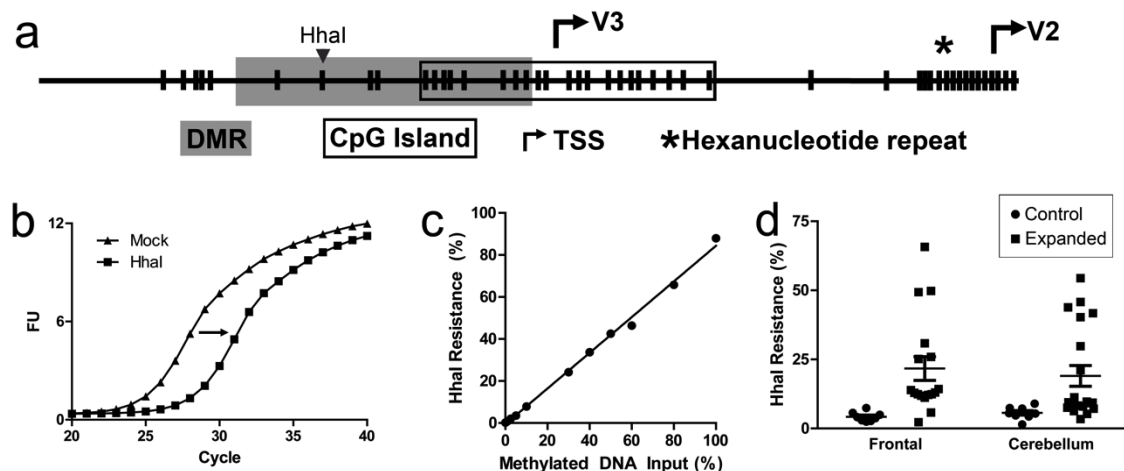 a
HhaI
V3
*
V2
DMR
CpG Island
TSS
*Hexanucleotide repeat
b
12
6
0
FU
Mock
HhaI
20 25 30 35 40
Cycle
c
100
80
60
40
20
0
HhaI Resistance (%)
0 20 40 60 80 100
Methylated DNA Input (%)
d
Control
Expanded
75
50
25
0
HhaI Resistance (%)
Frontal Cerebellum